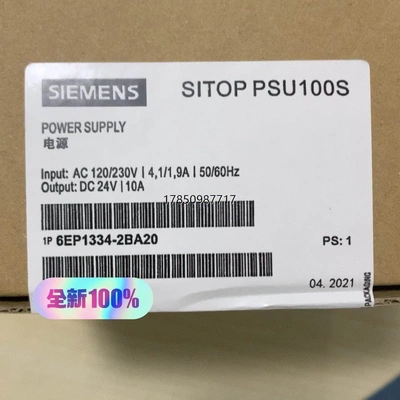 SIEMENS
SITOP PSU100S
POWER SUPPLY
电源
Input: AC 120/230V | 4,1/1,9A | 50/60Hz
Output: DC 24V | 10A
17850987717
1P 6EP1334-2BA20
PS: 1
全新100%
04. 2021
PACKAGING